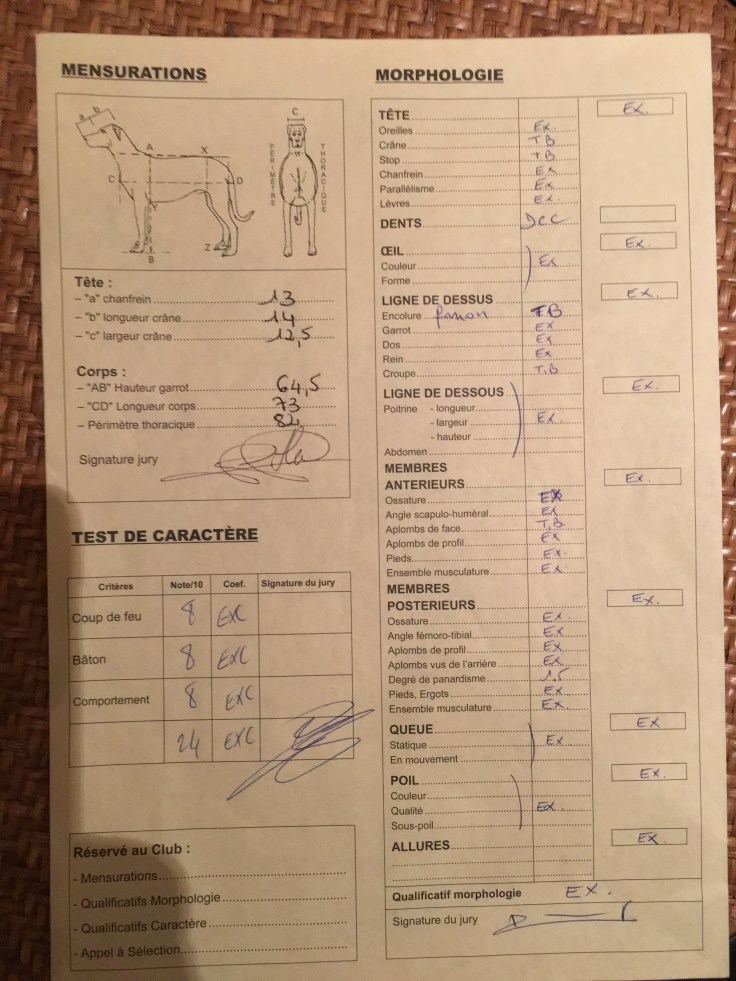 MENSURATIONS
a b
C
A X
C D
Y
B Z
PÉRIMÈTRE
THORACIQUE
Tête :
– "a" chanfrein 13
– "b" longueur crâne 14
– "c" largeur crâne 12,5
Corps :
– "AB" Hauteur garrot 64,5
– "CD" Longueur corps 73
– Périmètre thoracique 82
Signature jury
TEST DE CARACTÈRE
Critères Note/10 Coef. Signature du jury
Coup de feu 8 EXC
Bâton 8 EXC
Comportement 8 EXC
24 EXC
Réservé au Club :
- Mensurations
- Qualificatifs Morphologie
- Qualificatifs Caractère
- Appel à Sélection
MORPHOLOGIE
TÊTE EX.
Oreilles EX.
Crâne TB
Stop TB
Chanfrein EX
Parallélisme EX
Lèvres EX.
DENTS DCC
ŒIL EX.
Couleur EX
Forme
LIGNE DE DESSUS EX.
Encolure fanon TB
Garrot EX
Dos EX
Rein EX
Croupe T.B
LIGNE DE DESSOUS EX.
Poitrine - longueur
- largeur EX.
- hauteur
Abdomen
MEMBRES
ANTERIEURS EX.
Ossature EX
Angle scapulo-huméral EX
Aplombs de face T.B
Aplombs de profil EX
Pieds EX.
Ensemble musculature EX.
MEMBRES
POSTERIEURS EX.
Ossature EX.
Angle fémoro-tibial EX
Aplombs de profil EX
Aplombs vus de l'arrière EX
Degré de panardisme 1,5
Pieds, Ergots EX
Ensemble musculature EX.
QUEUE EX
Statique EX.
En mouvement
POIL EX.
Couleur
Qualité EX.
Sous-poil
ALLURES EX.
Qualificatif morphologie EX.
Signature du jury